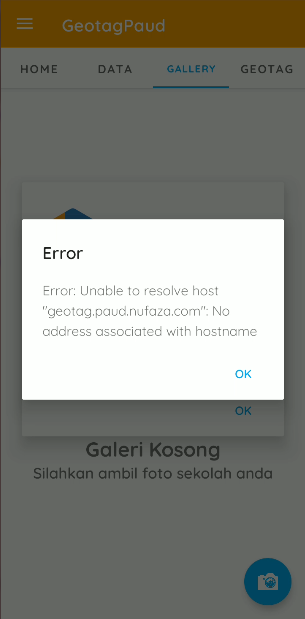 GeotagPaud
HOME DATA GALLERY GEOTAG
Error
Error: Unable to resolve host
"geotag.paud.nufaza.com": No
address associated with hostname
OK
OK
Galeri Kosong
Silahkan ambil foto sekolah anda